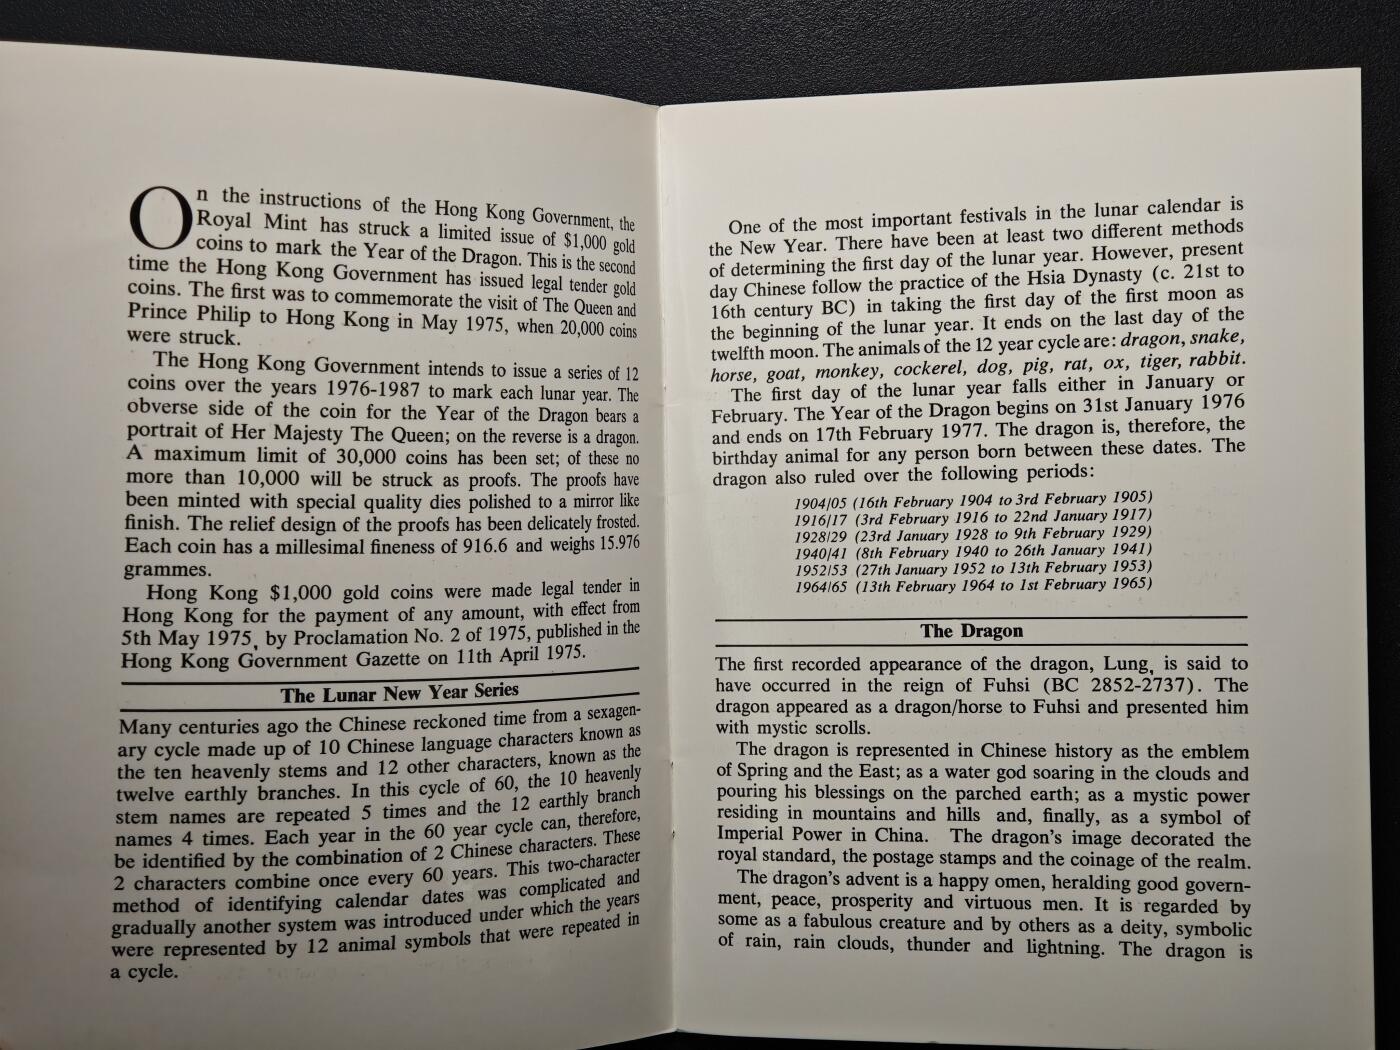 On the instructions of the Hong Kong Government, the
Royal Mint has struck a limited issue of $1,000 gold
coins to mark the Year of the Dragon. This is the second
time the Hong Kong Government has issued legal tender gold
coins. The first was to commemorate the visit of The Queen and
Prince Philip to Hong Kong in May 1975, when 20,000 coins
were struck.
The Hong Kong Government intends to issue a series of 12
coins over the years 1976-1987 to mark each lunar year. The
obverse side of the coin for the Year of the Dragon bears a
portrait of Her Majesty The Queen; on the reverse is a dragon.
A maximum limit of 30,000 coins has been set; of these no
more than 10,000 will be struck as proofs. The proofs have
been minted with special quality dies polished to a mirror like
finish. The relief design of the proofs has been delicately frosted.
Each coin has a millesimal fineness of 916.6 and weighs 15.976
grammes.
Hong Kong $1,000 gold coins were made legal tender in
Hong Kong for the payment of any amount, with effect from
5th May 1975, by Proclamation No. 2 of 1975, published in the
Hong Kong Government Gazette on 11th April 1975.
The Lunar New Year Series
Many centuries ago the Chinese reckoned time from a sexagen-
ary cycle made up of 10 Chinese language characters known as
the ten heavenly stems and 12 other characters, known as the
twelve earthly branches. In this cycle of 60, the 10 heavenly
stem names are repeated 5 times and the 12 earthly branch
names 4 times. Each year in the 60 year cycle can, therefore,
be identified by the combination of 2 Chinese characters. These
2 characters combine once every 60 years. This two-character
method of identifying calendar dates was complicated and
gradually another system was introduced under which the years
were represented by 12 animal symbols that were repeated in
a cycle.
One of the most important festivals in the lunar calendar is
the New Year. There have been at least two different methods
of determining the first day of the lunar year. However, present
day Chinese follow the practice of the Hsia Dynasty (c. 21st to
16th century BC) in taking the first day of the first moon as
the beginning of the lunar year. It ends on the last day of the
twelfth moon. The animals of the 12 year cycle are: dragon, snake,
horse, goat, monkey, cockerel, dog, pig, rat, ox, tiger, rabbit.
The first day of the lunar year falls either in January or
February. The Year of the Dragon begins on 31st January 1976
and ends on 17th February 1977. The dragon is, therefore, the
birthday animal for any person born between these dates. The
dragon also ruled over the following periods:
1904/05 (16th February 1904 to 3rd February 1905)
1916/17 (3rd February 1916 to 22nd January 1917)
1928/29 (23rd January 1928 to 9th February 1929)
1940/41 (8th February 1940 to 26th January 1941)
1952/53 (27th January 1952 to 13th February 1953)
1964/65 (13th February 1964 to 1st February 1965)
The Dragon
The first recorded appearance of the dragon, Lung, is said to
have occurred in the reign of Fuhsi (BC 2852-2737). The
dragon appeared as a dragon/horse to Fuhsi and presented him
with mystic scrolls.
The dragon is represented in Chinese history as the emblem
of Spring and the East; as a water god soaring in the clouds and
pouring his blessings on the parched earth; as a mystic power
residing in mountains and hills and, finally, as a symbol of
Imperial Power in China. The dragon's image decorated the
royal standard, the postage stamps and the coinage of the realm.
The dragon's advent is a happy omen, heralding good govern-
ment, peace, prosperity and virtuous men. It is regarded by
some as a fabulous creature and by others as a deity, symbolic
of rain, rain clouds, thunder and lightning. The dragon is